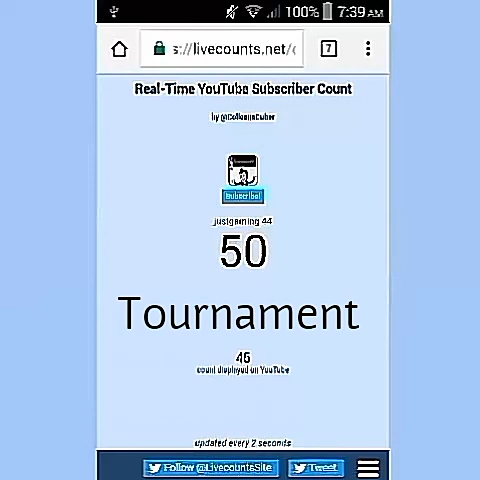 100% 7:39 AM
s://livecounts.net/c
7
Real-Time YouTube Subscriber Count
Subscribe!
justgaming 44
50
Tournament
46
count displayed on YouTube
updated every 2 seconds
Follow @LivecountsSite
Tweet